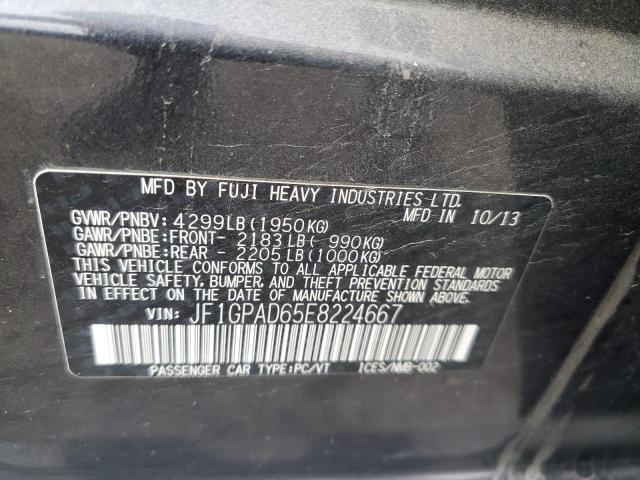 MFD BY FUJI HEAVY INDUSTRIES LTD.
GVWR/PNBV: 4299LB(1950KG) MFD IN 10/13
GAWR/PNBE:FRONT- 2183LB( 990KG)
GAWR/PNBE:REAR - 2205LB(1000KG)
THIS VEHICLE CONFORMS TO ALL APPLICABLE FEDERAL MOTOR
VEHICLE SAFETY, BUMPER, AND THEFT PREVENTION STANDARDS
IN EFFECT ON THE DATE OF MANUFACTURE SHOWN ABOVE.
VIN: JF1GPAD65E8224667
PASSENGER CAR TYPE:PC/VT ICES/NMB-002